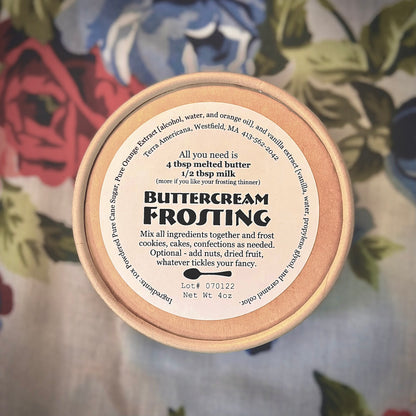 Ingredients: 10x Powdered Pure Cane Sugar, Pure Orange Extract (alcohol, water, and orange oil), and vanilla extract (vanilla, water, propylene glycol, and caramel color.
Terra Americana, Westfield, MA 413-562-2042
All you need is
4 tbsp melted butter
1/2 tbsp milk
(more if you like your frosting thinner)
BUTTERCREAM
FROSTING
Mix all ingredients together and frost
cookies, cakes, confections as needed.
Optional - add nuts, dried fruit,
whatever tickles your fancy.
Lot# 070122
Net Wt 4oz